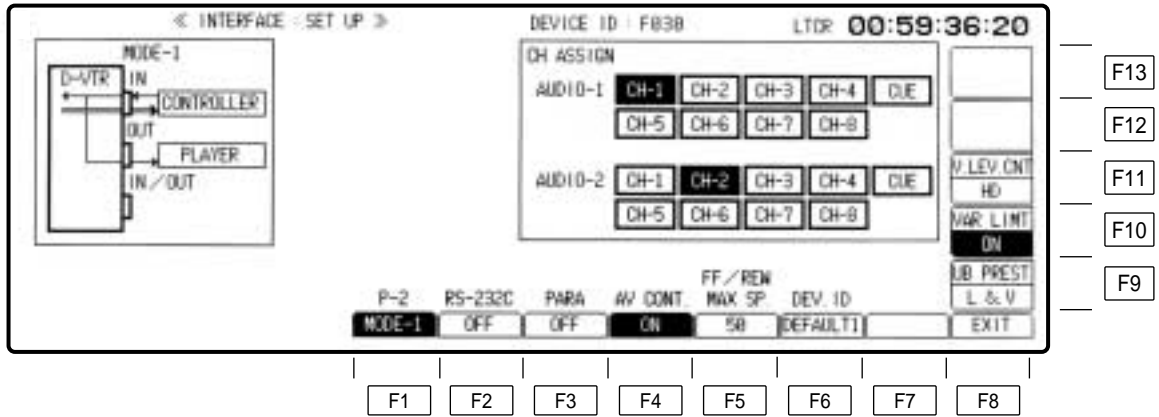 ≪ INTERFACE : SET UP ≫ DEVICE ID : F030 LTCR 00:59:36:20
MODE-1
D-VTR IN
CONTROLLER
OUT
PLAYER
IN/OUT
CH ASSIGN
AUDIO-1 CH-1 CH-2 CH-3 CH-4 CUE
CH-5 CH-6 CH-7 CH-8
AUDIO-2 CH-1 CH-2 CH-3 CH-4 CUE
CH-5 CH-6 CH-7 CH-8
V.LEV.CNT
HD
VAR LIMT
ON
UB PREST
L & V
EXIT
F13
F12
F11
F10
F9
P-2 RS-232C PARA AV CONT. FF/REW MAX SP. DEV. ID
MODE-1 OFF OFF ON 50 DEFAULT1
F1 F2 F3 F4 F5 F6 F7 F8